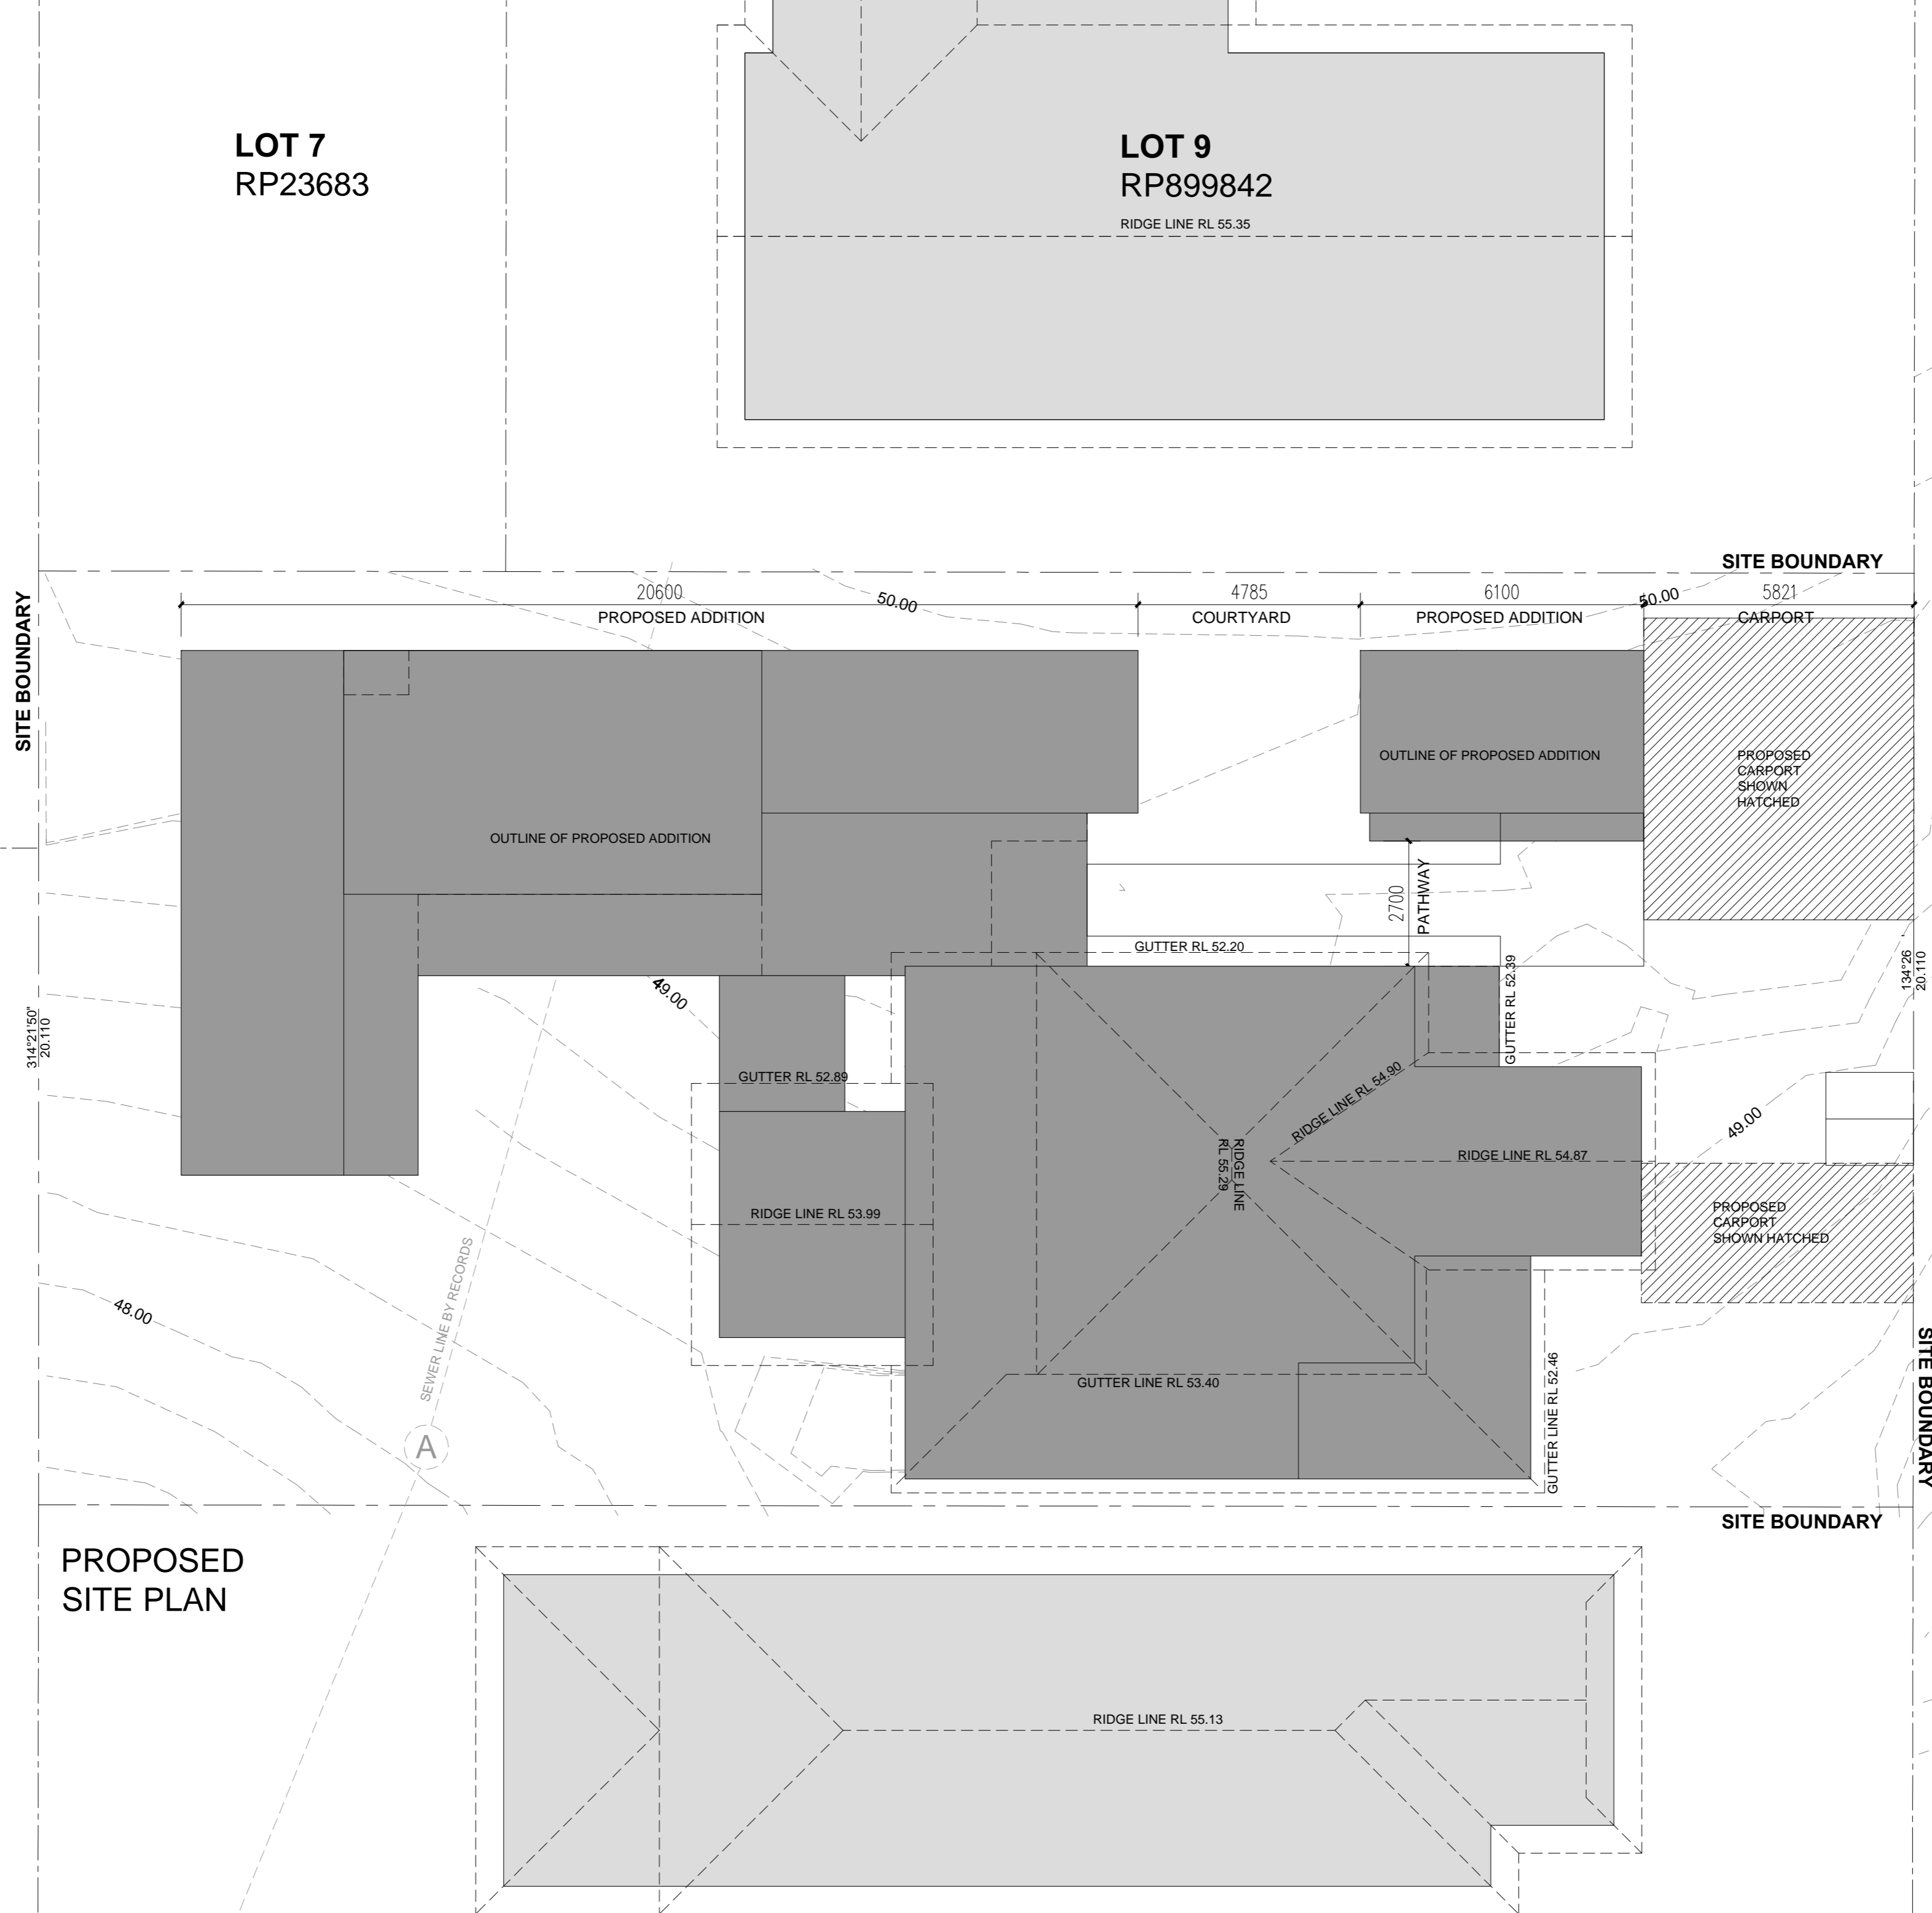 LOT 7
RP23683
LOT 9
RP899842
RIDGE LINE RL 55.35
SITE BOUNDARY
SITE BOUNDARY
20600
PROPOSED ADDITION
50.00
4785
COURTYARD
6100
PROPOSED ADDITION
50.00
5821
CARPORT
OUTLINE OF PROPOSED ADDITION
OUTLINE OF PROPOSED ADDITION
PROPOSED
CARPORT
SHOWN
HATCHED
2700
PATHWAY
GUTTER RL 52.20
GUTTER RL 52.39
134°26
20.110
314°21'50"
20.110
49.00
GUTTER RL 52.89
RIDGE LINE RL 54.90
RIDGE LINE
RL 55.29
RIDGE LINE RL 54.87
49.00
RIDGE LINE RL 53.99
PROPOSED
CARPORT
SHOWN HATCHED
48.00
SEWER LINE BY RECORDS
A
GUTTER LINE RL 53.40
GUTTER LINE RL 52.46
SITE BOUNDARY
SITE BOUNDARY
PROPOSED
SITE PLAN
RIDGE LINE RL 55.13